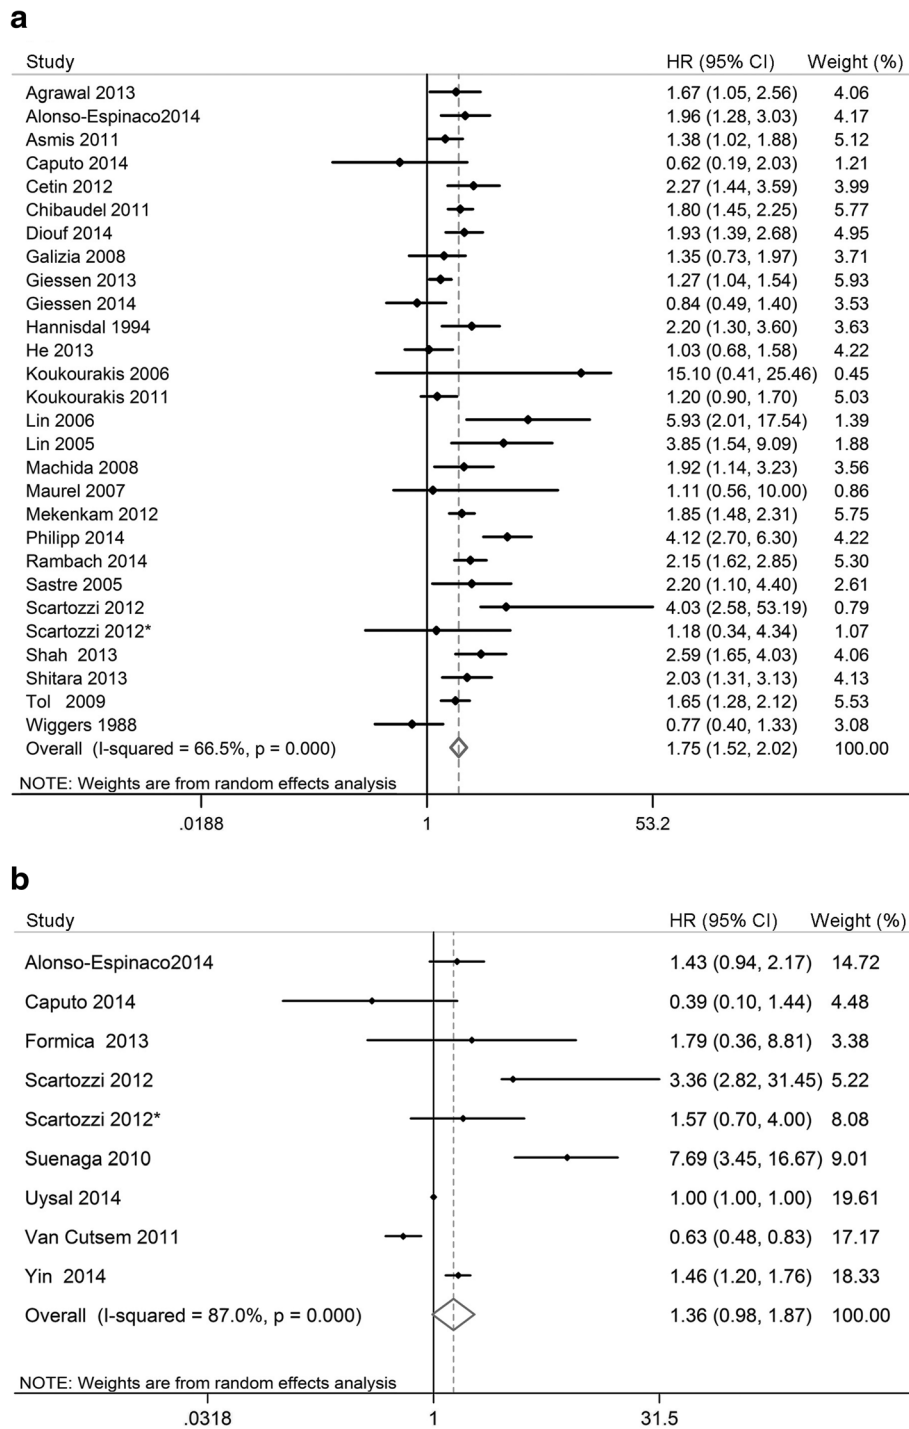 a
Study HR (95% CI) Weight (%)
Agrawal 2013 1.67 (1.05, 2.56) 4.06
Alonso-Espinaco2014 1.96 (1.28, 3.03) 4.17
Asmis 2011 1.38 (1.02, 1.88) 5.12
Caputo 2014 0.62 (0.19, 2.03) 1.21
Cetin 2012 2.27 (1.44, 3.59) 3.99
Chibaudel 2011 1.80 (1.45, 2.25) 5.77
Diouf 2014 1.93 (1.39, 2.68) 4.95
Galizia 2008 1.35 (0.73, 1.97) 3.71
Giessen 2013 1.27 (1.04, 1.54) 5.93
Giessen 2014 0.84 (0.49, 1.40) 3.53
Hannisdal 1994 2.20 (1.30, 3.60) 3.63
He 2013 1.03 (0.68, 1.58) 4.22
Koukourakis 2006 15.10 (0.41, 25.46) 0.45
Koukourakis 2011 1.20 (0.90, 1.70) 5.03
Lin 2006 5.93 (2.01, 17.54) 1.39
Lin 2005 3.85 (1.54, 9.09) 1.88
Machida 2008 1.92 (1.14, 3.23) 3.56
Maurel 2007 1.11 (0.56, 10.00) 0.86
Mekenkam 2012 1.85 (1.48, 2.31) 5.75
Philipp 2014 4.12 (2.70, 6.30) 4.22
Rambach 2014 2.15 (1.62, 2.85) 5.30
Sastre 2005 2.20 (1.10, 4.40) 2.61
Scartozzi 2012 4.03 (2.58, 53.19) 0.79
Scartozzi 2012* 1.18 (0.34, 4.34) 1.07
Shah 2013 2.59 (1.65, 4.03) 4.06
Shitara 2013 2.03 (1.31, 3.13) 4.13
Tol 2009 1.65 (1.28, 2.12) 5.53
Wiggers 1988 0.77 (0.40, 1.33) 3.08
Overall (I-squared = 66.5%, p = 0.000) 1.75 (1.52, 2.02) 100.00
NOTE: Weights are from random effects analysis
.0188 1 53.2
b
Study HR (95% CI) Weight (%)
Alonso-Espinaco2014 1.43 (0.94, 2.17) 14.72
Caputo 2014 0.39 (0.10, 1.44) 4.48
Formica 2013 1.79 (0.36, 8.81) 3.38
Scartozzi 2012 3.36 (2.82, 31.45) 5.22
Scartozzi 2012* 1.57 (0.70, 4.00) 8.08
Suenaga 2010 7.69 (3.45, 16.67) 9.01
Uysal 2014 1.00 (1.00, 1.00) 19.61
Van Cutsem 2011 0.63 (0.48, 0.83) 17.17
Yin 2014 1.46 (1.20, 1.76) 18.33
Overall (I-squared = 87.0%, p = 0.000) 1.36 (0.98, 1.87) 100.00
NOTE: Weights are from random effects analysis
.0318 1 31.5